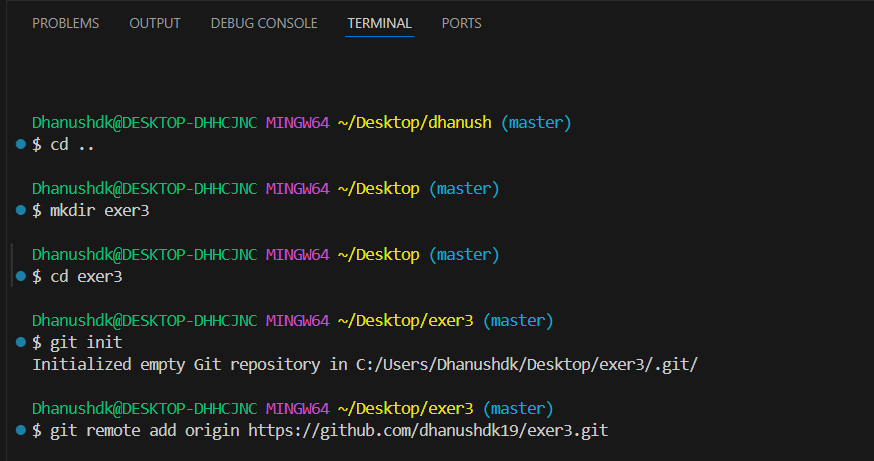 PROBLEMS OUTPUT DEBUG CONSOLE TERMINAL PORTS
Dhanushdk@DESKTOP-DHHCJNC MINGW64 ~/Desktop/dhanush (master)
$ cd ..
Dhanushdk@DESKTOP-DHHCJNC MINGW64 ~/Desktop (master)
$ mkdir exer3
Dhanushdk@DESKTOP-DHHCJNC MINGW64 ~/Desktop (master)
$ cd exer3
Dhanushdk@DESKTOP-DHHCJNC MINGW64 ~/Desktop/exer3 (master)
$ git init
Initialized empty Git repository in C:/Users/Dhanushdk/Desktop/exer3/.git/
Dhanushdk@DESKTOP-DHHCJNC MINGW64 ~/Desktop/exer3 (master)
$ git remote add origin https://github.com/dhanushdk19/exer3.git